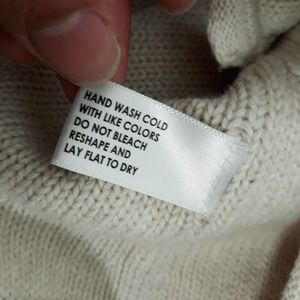 HAND WASH COLD
WITH LIKE COLORS
DO NOT BLEACH
RESHAPE AND
LAY FLAT TO DRY